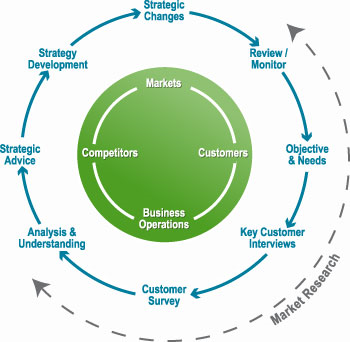 Strategic
Changes
Review /
Monitor
Objective
& Needs
Key Customer
Interviews
Customer
Survey
Analysis &
Understanding
Strategic
Advice
Strategy
Development
Markets
Customers
Business
Operations
Competitors
Market Research